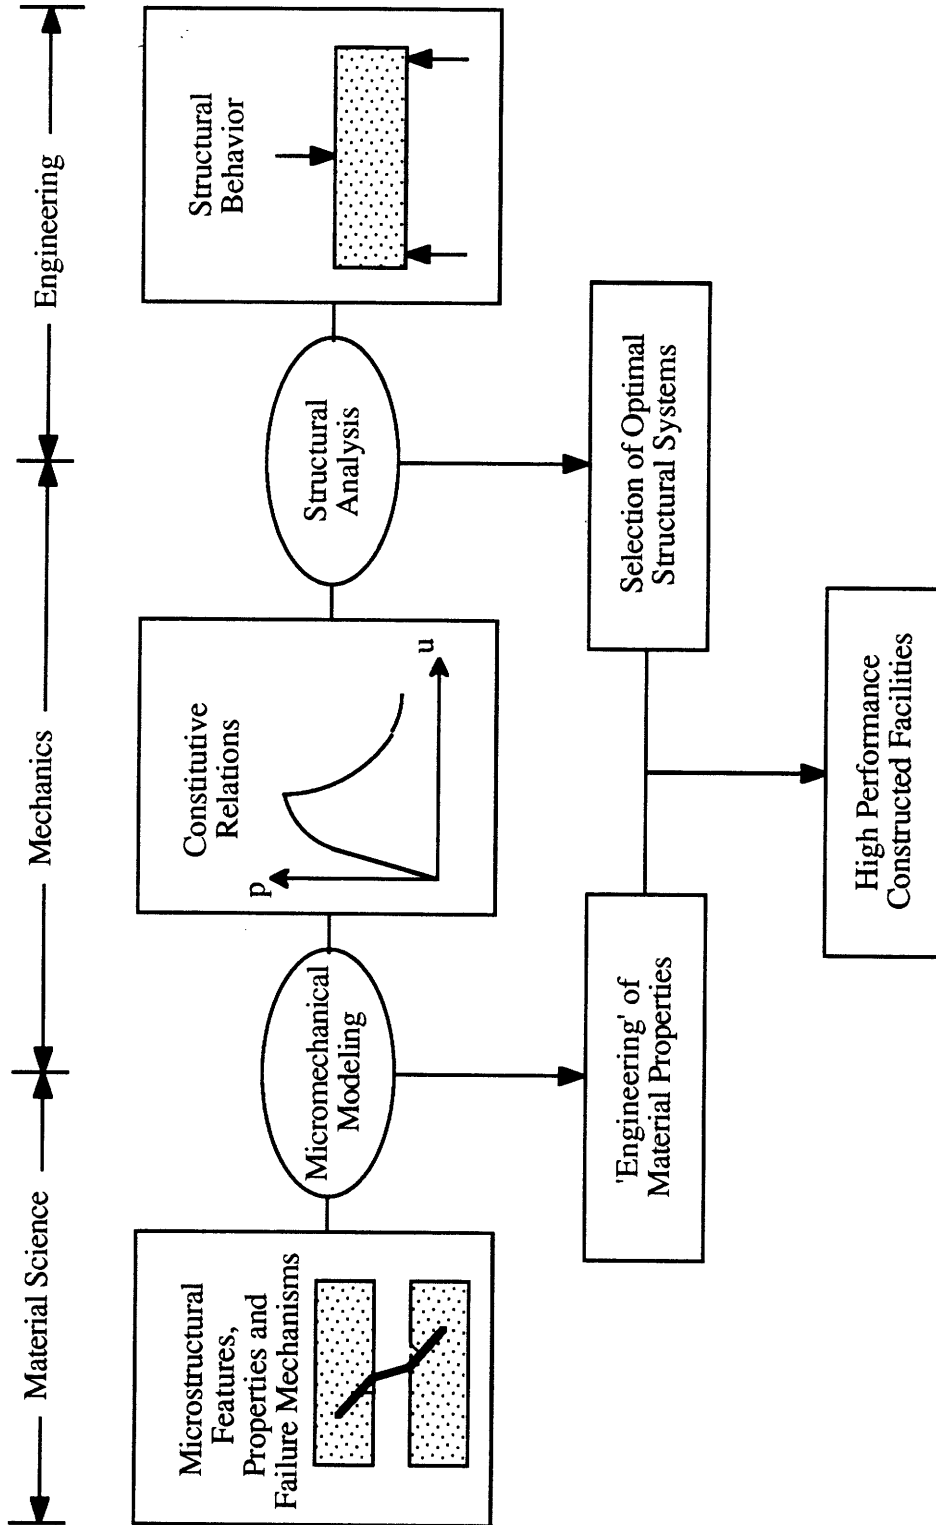 Material Science
Mechanics
Engineering
Microstructural
Features,
Properties and
Failure Mechanisms
Micromechanical
Modeling
Constitutive
Relations
p
u
Structural
Analysis
Structural
Behavior
'Engineering' of
Material Properties
Selection of Optimal
Structural Systems
High Performance
Constructed Facilities